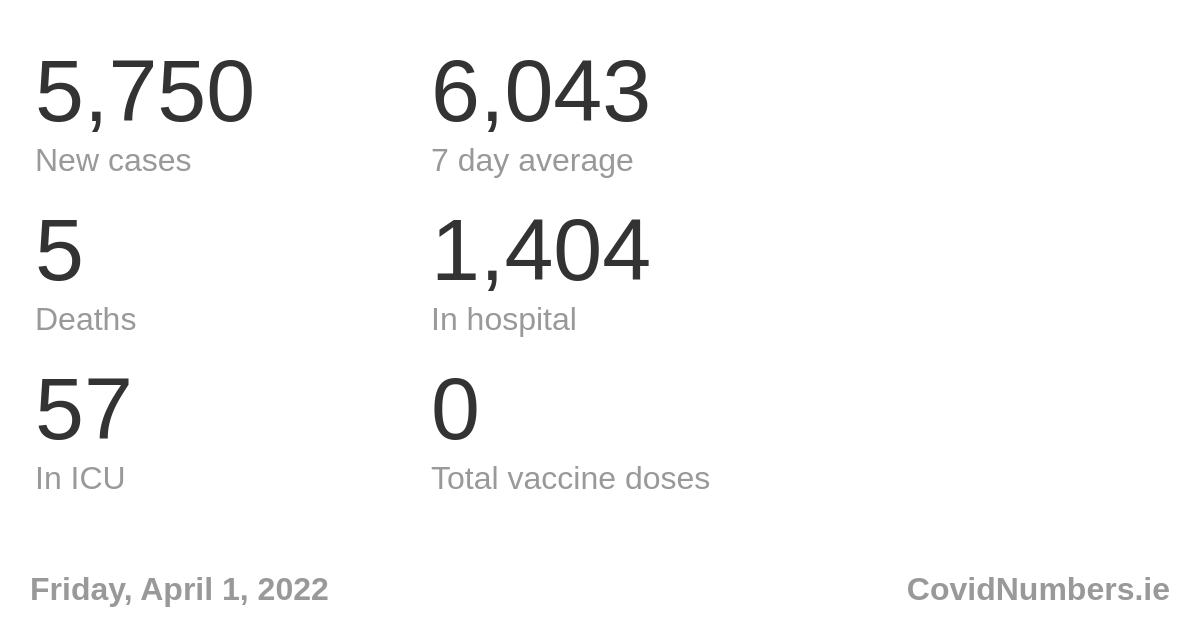 5,750
6,043
New cases
7 day average
5
1,404
Deaths
In hospital
57
0
In ICU
Total vaccine doses
Friday, April 1, 2022
CovidNumbers.ie